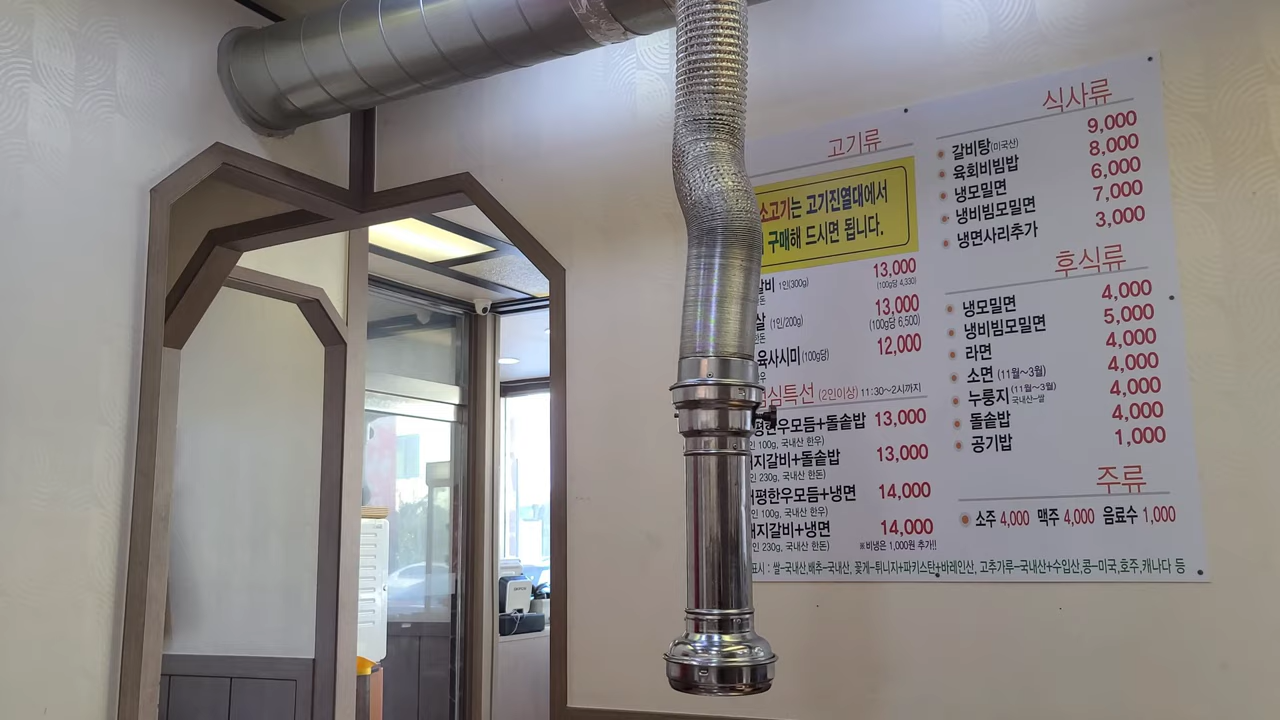 고기류
소고기는 고기진열대에서
구매해 드시면 됩니다.
갈비 1인(300g) 13,000
(100g당 4,330)
살 (1인/200g) 13,000
(100g당 6,500)
육사시미 (100g당) 12,000
심특선 (2인이상) 11:30~2시까지
평한우모듬+돌솥밥 13,000
인 100g, 국내산 한우)
지갈비+돌솥밥 13,000
인 230g, 국내산 한돈)
평한우모듬+냉면 14,000
인 100g, 국내산 한우)
지갈비+냉면 14,000
인 230g, 국내산 한돈) ※비냉은 1,000원 추가!!
식사류
갈비탕(미국산) 9,000
육회비빔밥 8,000
냉모밀면 6,000
냉비빔모밀면 7,000
냉면사리추가 3,000
후식류
냉모밀면 4,000
냉비빔모밀면 5,000
라면 4,000
소면 (11월~3월) 4,000
누룽지 (11월~3월) 국내산-쌀 4,000
돌솥밥 4,000
공기밥 1,000
주류
소주 4,000 맥주 4,000 음료수 1,000
표시 : 쌀-국내산,배추-국내산, 꽃게-튀니지+파키스탄+바레인산, 고추가루-국내산+수입산,콩-미국,호주,캐나다 등